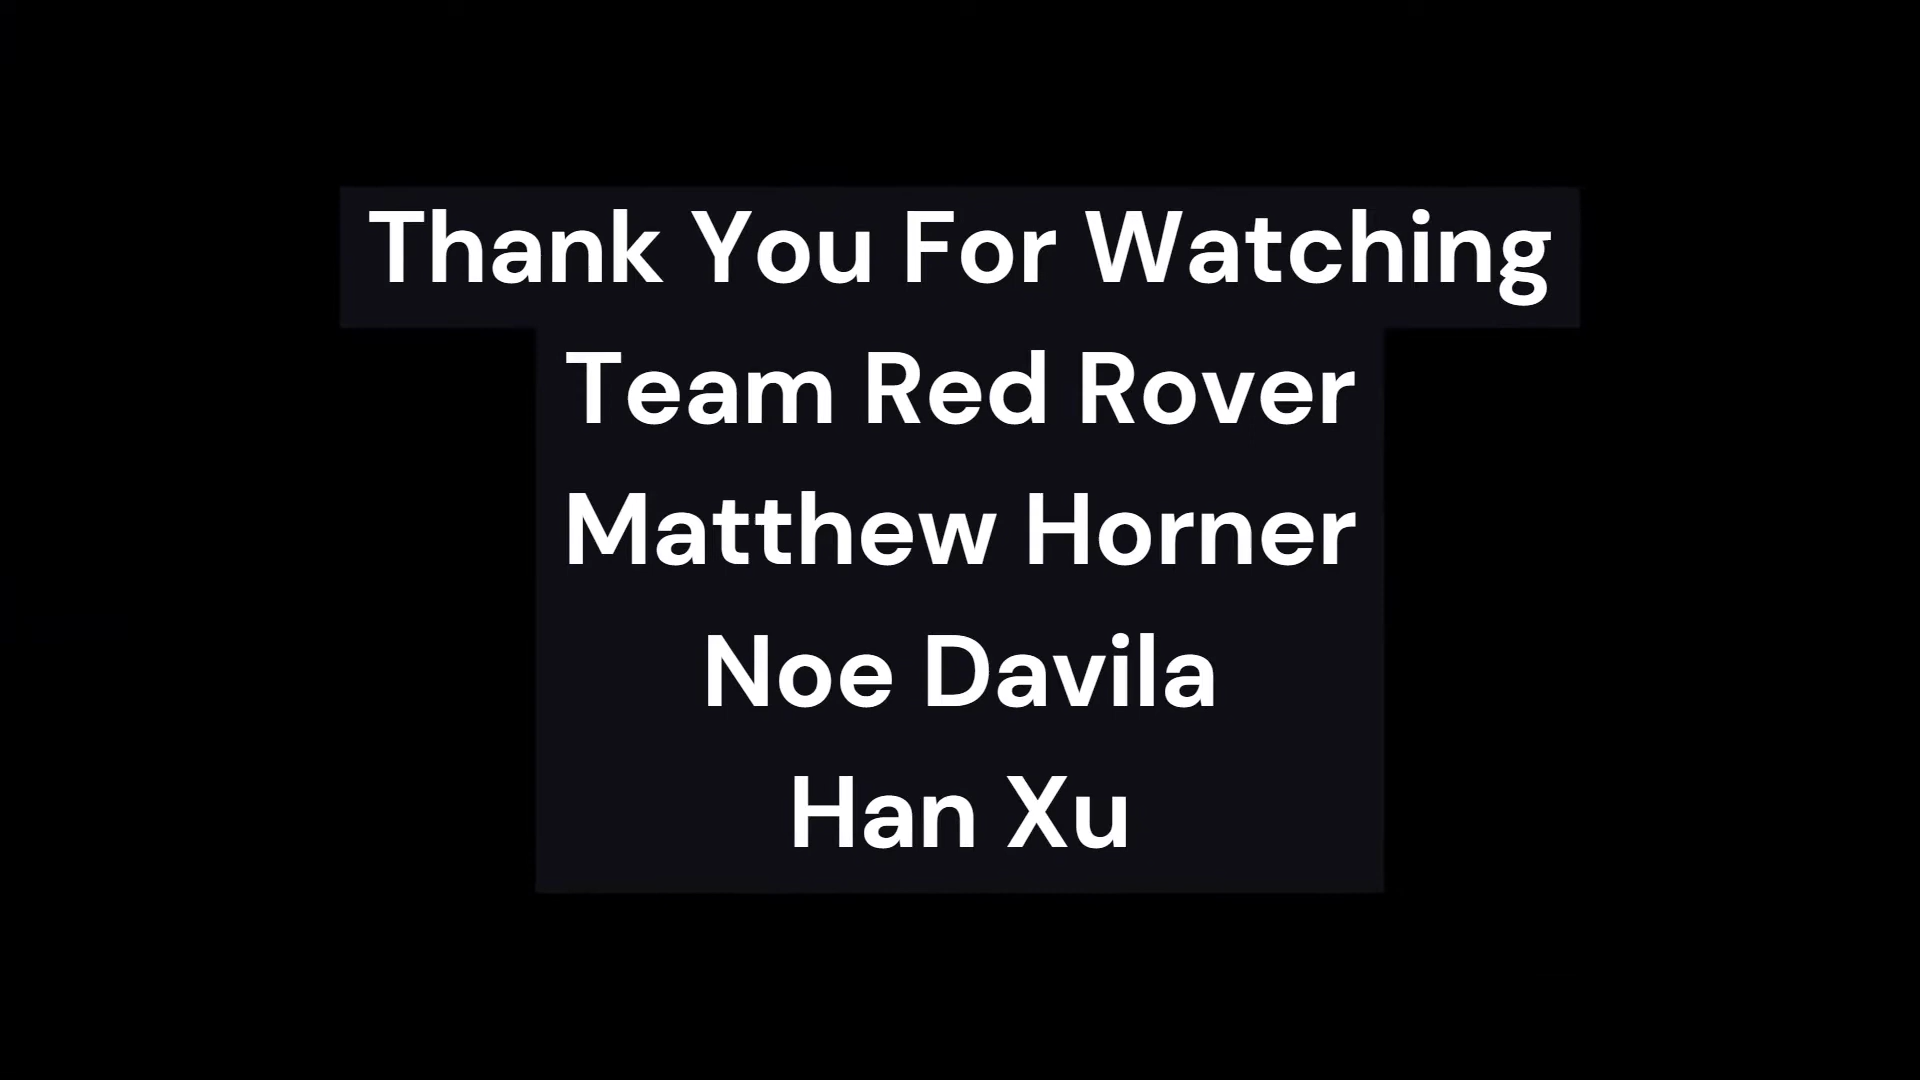 Thank You For Watching
Team Red Rover
Matthew Horner
Noe Davila
Han Xu